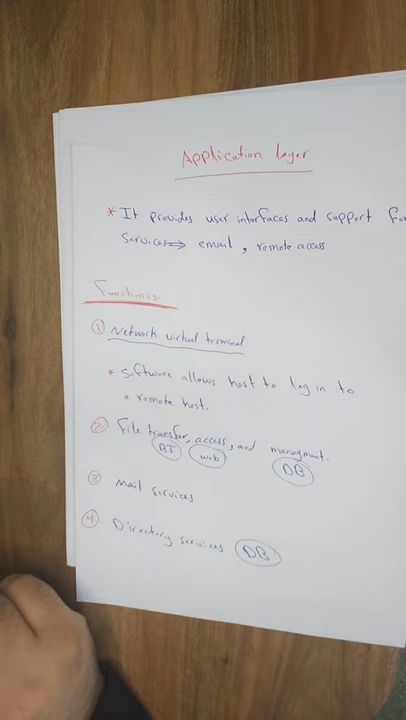 Application layer
* It provides user interfaces and support for
Services ⇒ email, remote access
Functions
① Network virtual terminal
* Software allows host to log in to
a remote host.
② File transfer, access, and managment.
BT web DB
③ Mail services
④ Directory services DB